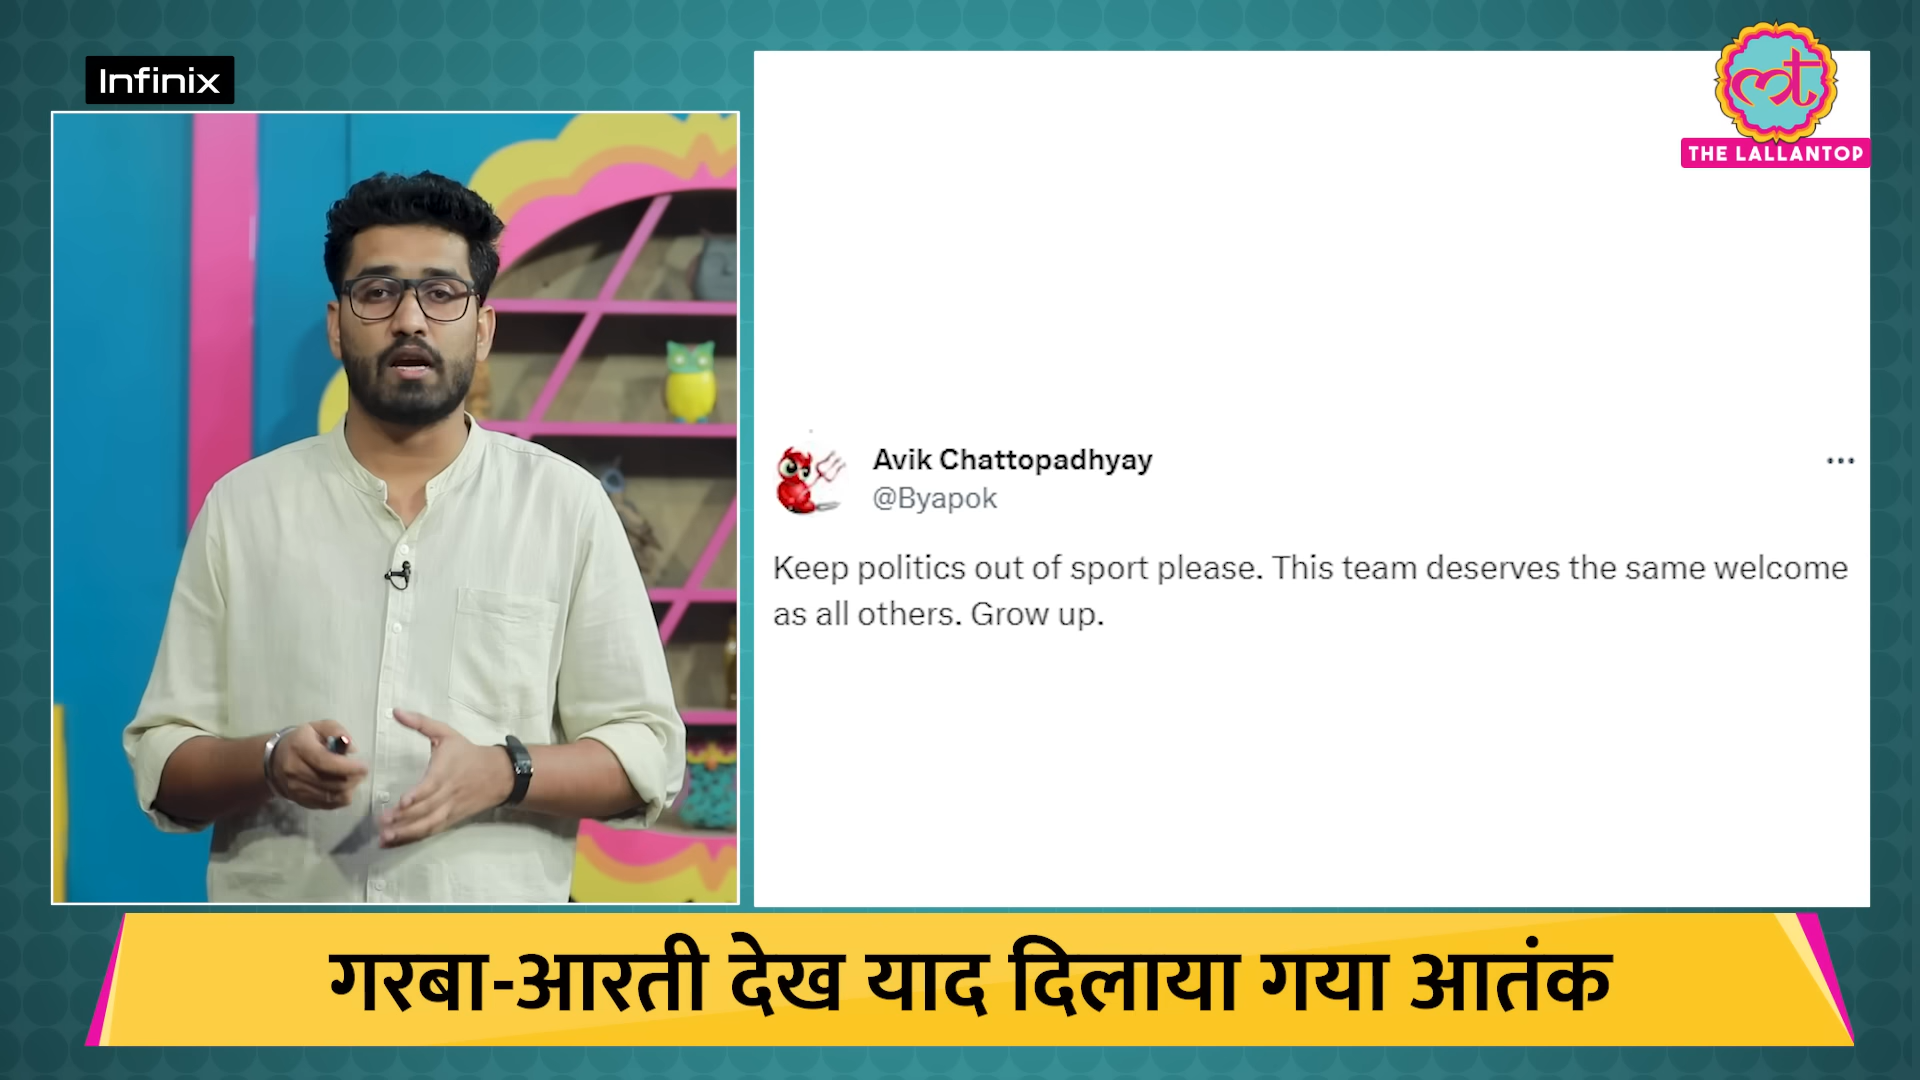 Infinix
THE LALLANTOP
Avik Chattopadhyay
@Byapok
Keep politics out of sport please. This team deserves the same welcome
as all others. Grow up.
गरबा-आरती देख याद दिलाया गया आतंक